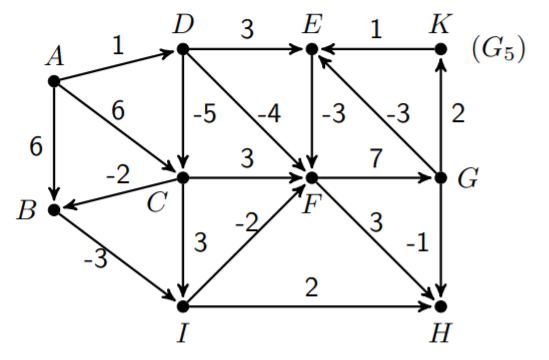 D 3 E 1 K (G5)
A 1
6 -5 -4 -3 -3 2
6
-2 3 7 G
B C F
3 -2 3 -1
-3
2
I H